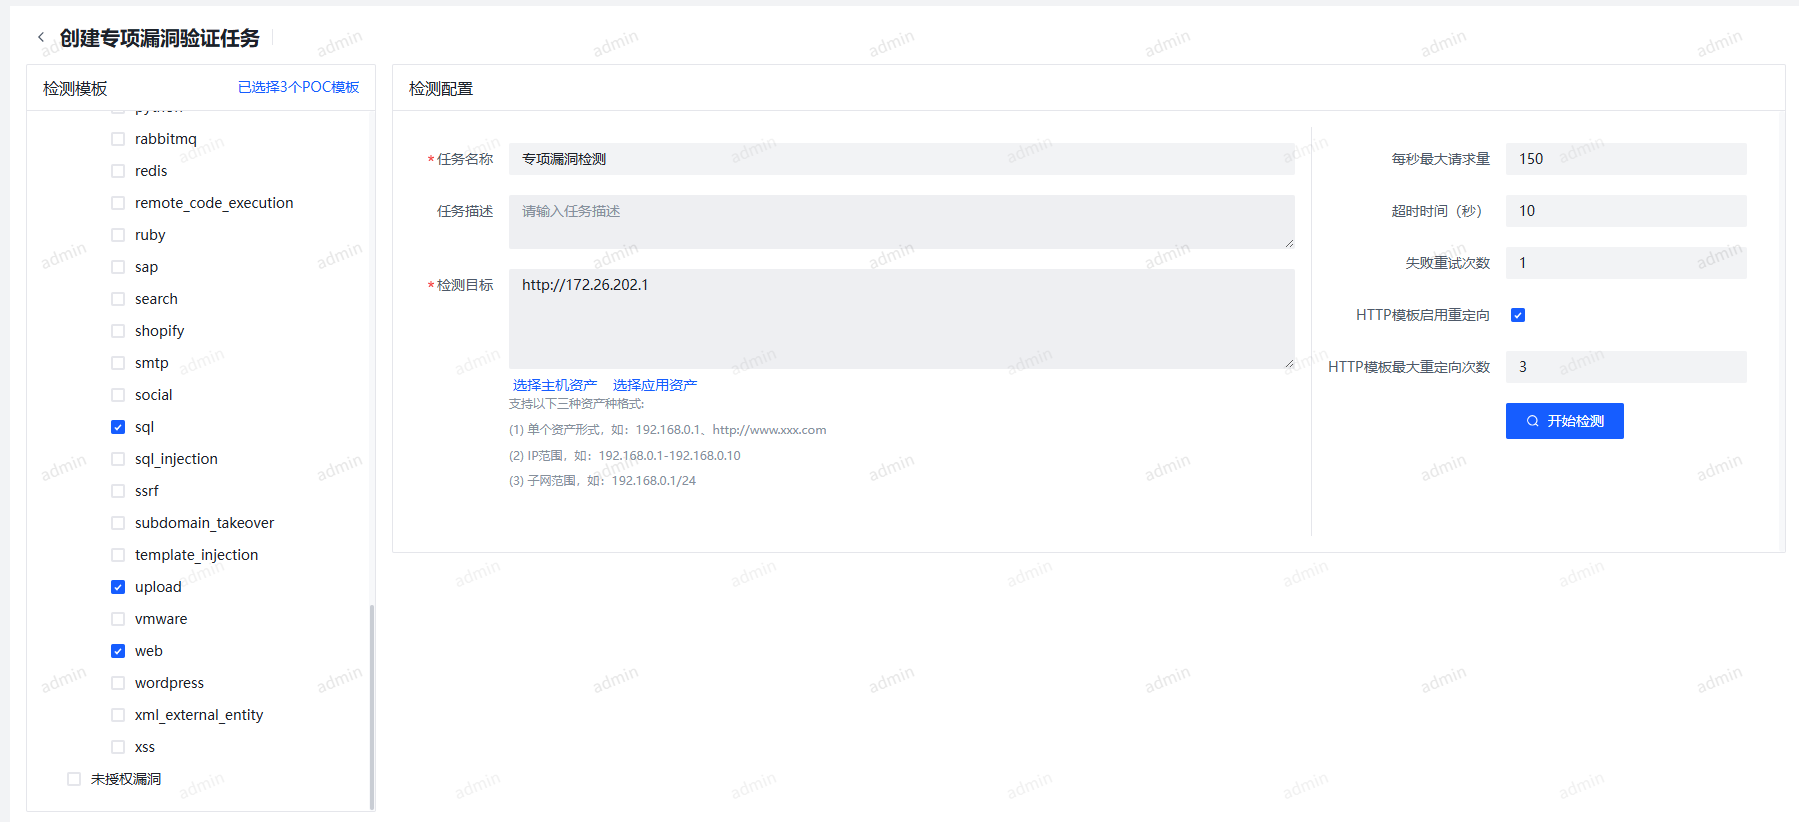 创建专项漏洞验证任务
检测模板
已选择3个POC模板
python
rabbitmq
redis
remote_code_execution
ruby
sap
search
shopify
smtp
social
sql
sql_injection
ssrf
subdomain_takeover
template_injection
upload
vmware
web
wordpress
xml_external_entity
xss
未授权漏洞
检测配置
*任务名称 专项漏洞检测
任务描述 请输入任务描述
*检测目标 http://172.26.202.1
选择主机资产 选择应用资产
支持以下三种资产种格式:
(1) 单个资产形式，如：192.168.0.1、http://www.xxx.com
(2) IP范围，如：192.168.0.1-192.168.0.10
(3) 子网范围，如：192.168.0.1/24
每秒最大请求量 150
超时时间（秒） 10
失败重试次数 1
HTTP模板启用重定向
HTTP模板最大重定向次数 3
开始检测
admin